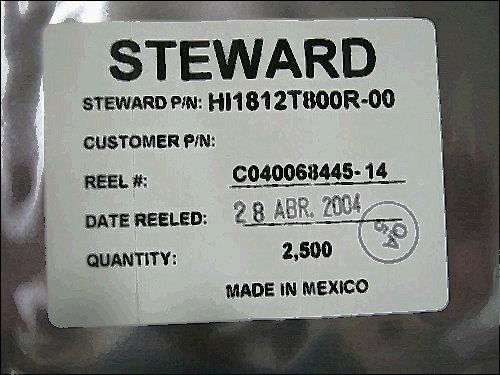 STEWARD
STEWARD P/N: HI1812T800R-00
CUSTOMER P/N:
REEL #: C040068445-14
DATE REELED: 28 ABR. 2004
QUANTITY: 2,500
MADE IN MEXICO